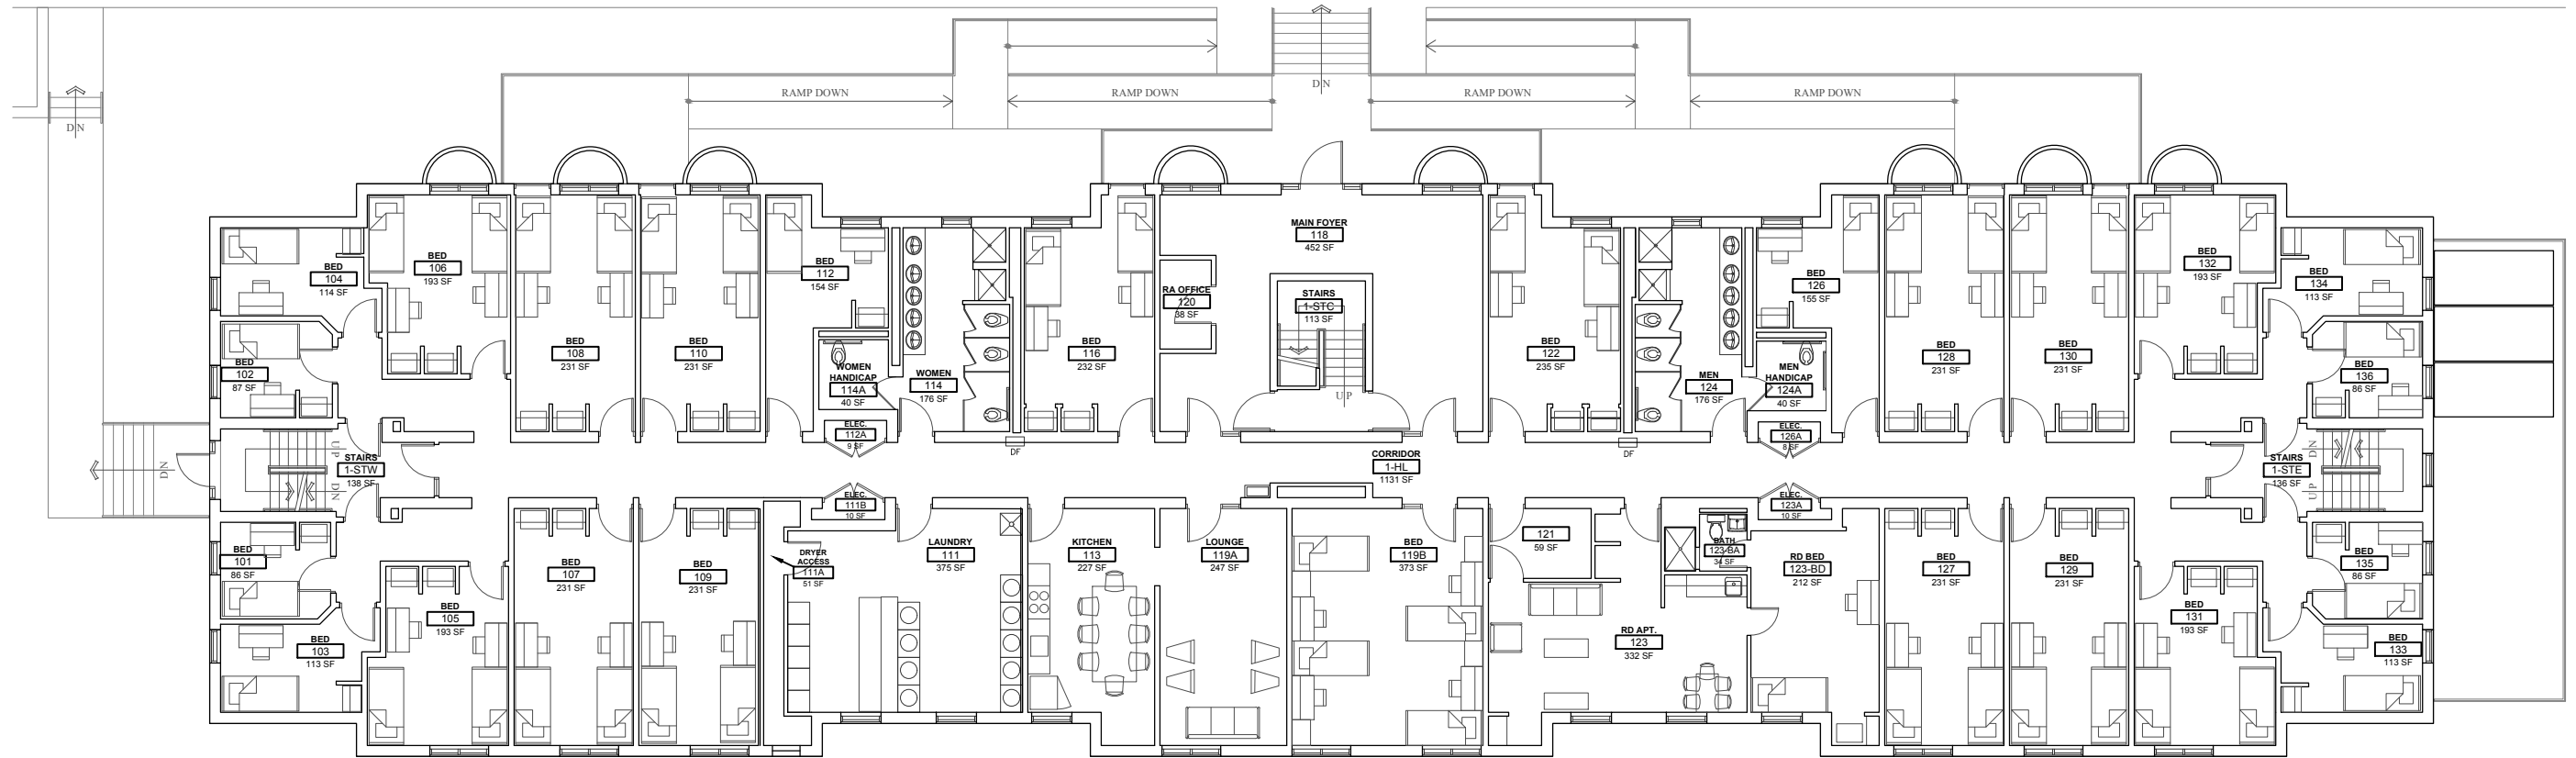 DN
RAMP DOWN
RAMP DOWN
DN
RAMP DOWN
RAMP DOWN
BED
104
114 SF
BED
106
193 SF
BED
102
87 SF
BED
108
231 SF
BED
110
231 SF
BED
112
154 SF
WOMEN
HANDICAP
114A
40 SF
WOMEN
114
176 SF
ELEC.
112A
9 SF
DF
BED
116
232 SF
MAIN FOYER
118
452 SF
RA OFFICE
120
38 SF
STAIRS
1-STC
113 SF
UP
BED
122
235 SF
DF
MEN
124
176 SF
MEN
HANDICAP
124A
40 SF
ELEC.
126A
8 SF
BED
126
155 SF
BED
128
231 SF
BED
130
231 SF
BED
132
193 SF
BED
134
113 SF
BED
136
86 SF
DN
UP
STAIRS
1-STW
138 SF
DN
CORRIDOR
1-HL
1131 SF
STAIRS
1-STE
136 SF
DN
UP
BED
101
86 SF
BED
103
113 SF
BED
105
193 SF
BED
107
231 SF
BED
109
231 SF
ELEC.
111B
10 SF
DRYER
ACCESS
111A
51 SF
LAUNDRY
111
375 SF
KITCHEN
113
227 SF
LOUNGE
119A
247 SF
BED
119B
373 SF
121
59 SF
BATH
123-BA
34 SF
ELEC.
123A
10 SF
RD BED
123-BD
212 SF
RD APT.
123
332 SF
BED
127
231 SF
BED
129
231 SF
BED
131
193 SF
BED
135
86 SF
BED
133
113 SF